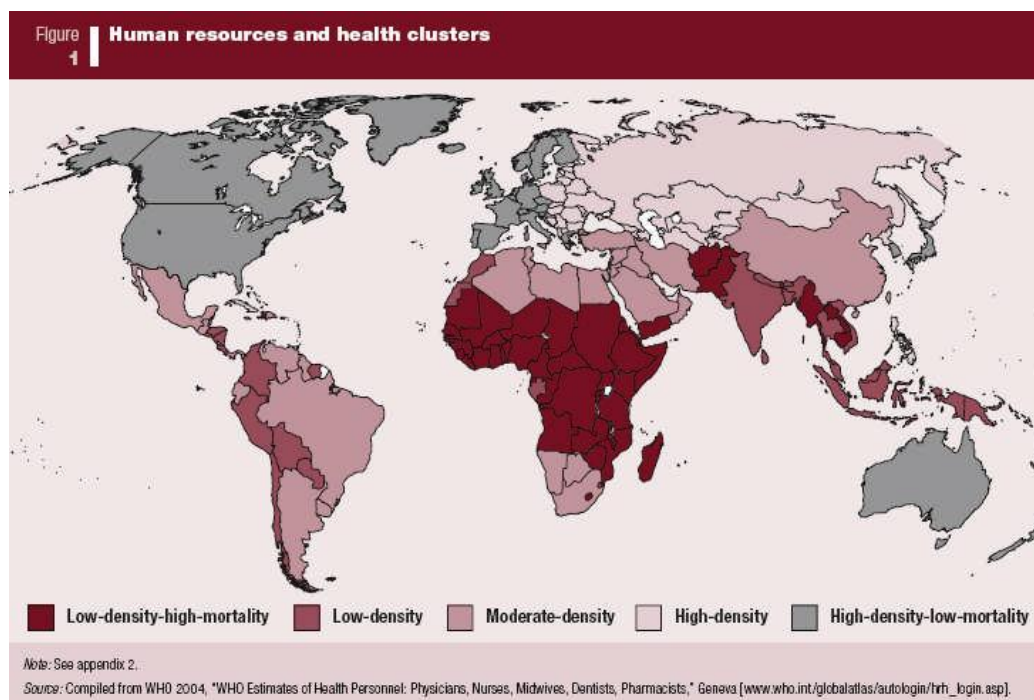 Figure
1
Human resources and health clusters
Low-density-high-mortality
Low-density
Moderate-density
High-density
High-density-low-mortality
Note: See appendix 2.
Source: Compiled from WHO 2004, "WHO Estimates of Health Personnel: Physicians, Nurses, Midwives, Dentists, Pharmacists," Geneva [www.who.int/globalatlas/autologin/hrh_login.asp].